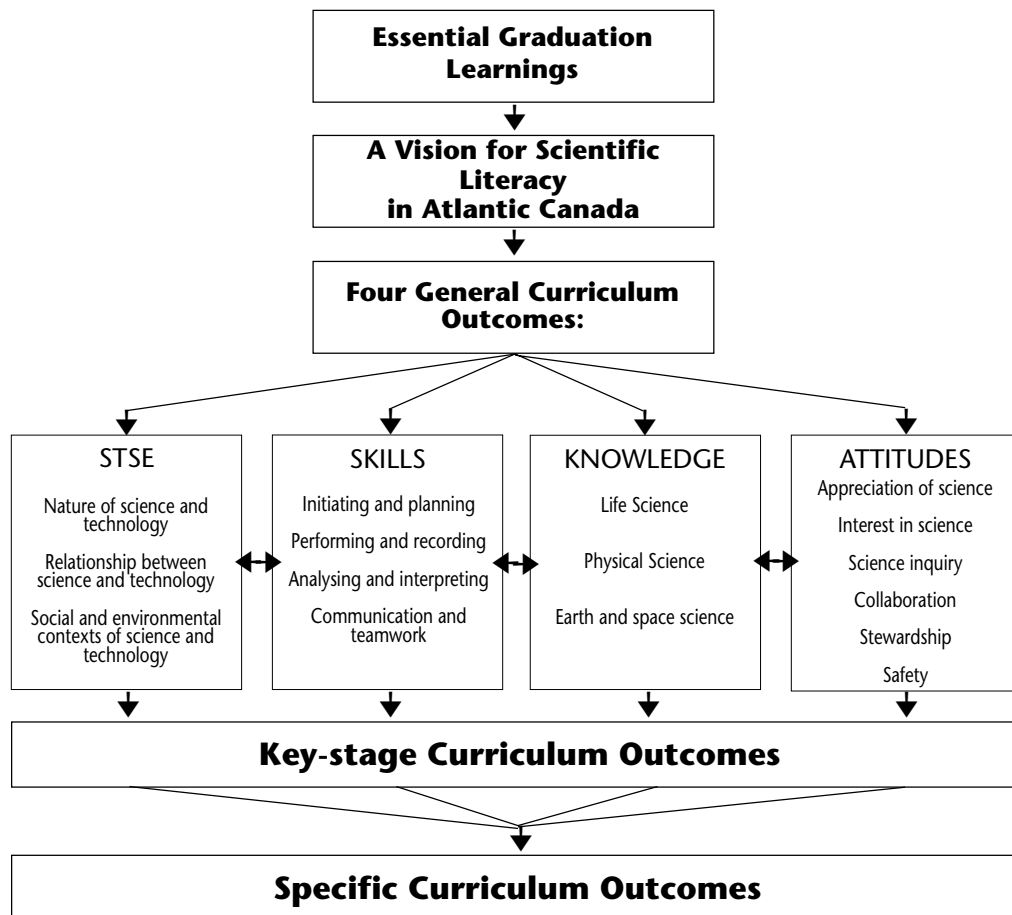 Essential Graduation
Learnings
A Vision for Scientific
Literacy
in Atlantic Canada
Four General Curriculum
Outcomes:
STSE
Nature of science and
technology
Relationship between
science and technology
Social and environmental
contexts of science and
technology
SKILLS
Initiating and planning
Performing and recording
Analysing and interpreting
Communication and
teamwork
KNOWLEDGE
Life Science
Physical Science
Earth and space science
ATTITUDES
Appreciation of science
Interest in science
Science inquiry
Collaboration
Stewardship
Safety
Key-stage Curriculum Outcomes
Specific Curriculum Outcomes